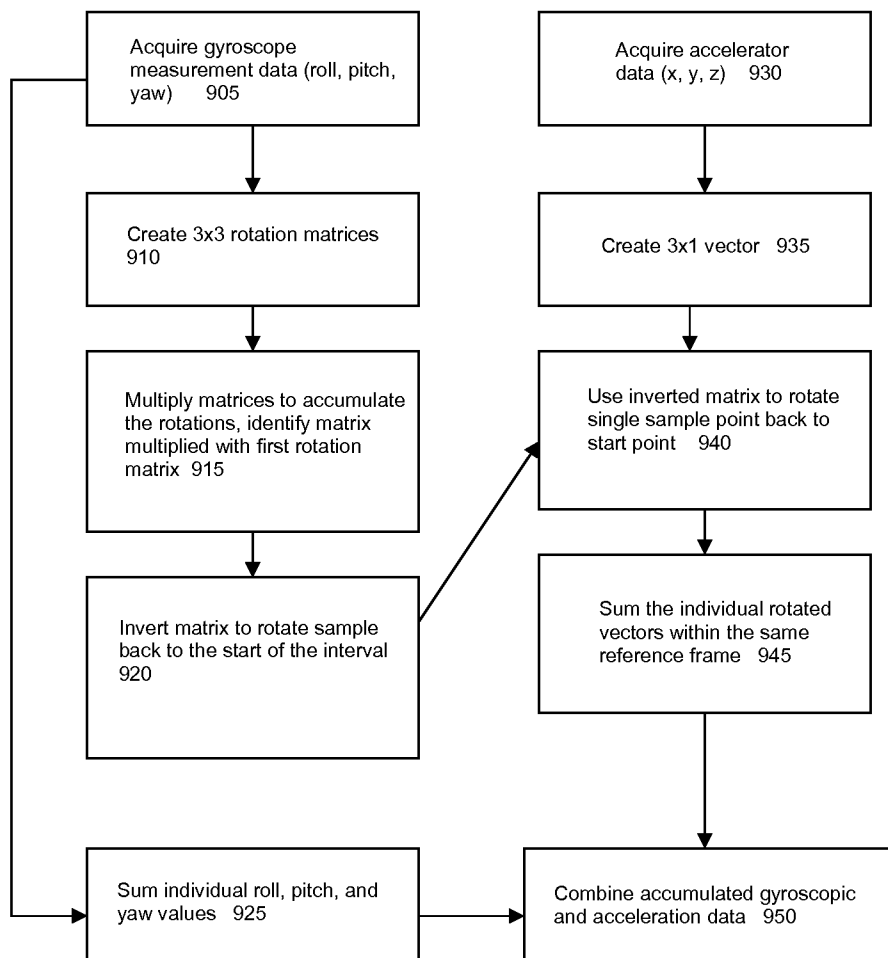 Acquire gyroscope
measurement data (roll, pitch,
yaw) 905
Create 3x3 rotation matrices
910
Multiply matrices to accumulate
the rotations, identify matrix
multiplied with first rotation
matrix 915
Invert matrix to rotate sample
back to the start of the interval
920
Sum individual roll, pitch, and
yaw values 925
Acquire accelerator
data (x, y, z) 930
Create 3x1 vector 935
Use inverted matrix to rotate
single sample point back to
start point 940
Sum the individual rotated
vectors within the same
reference frame 945
Combine accumulated gyroscopic
and acceleration data 950